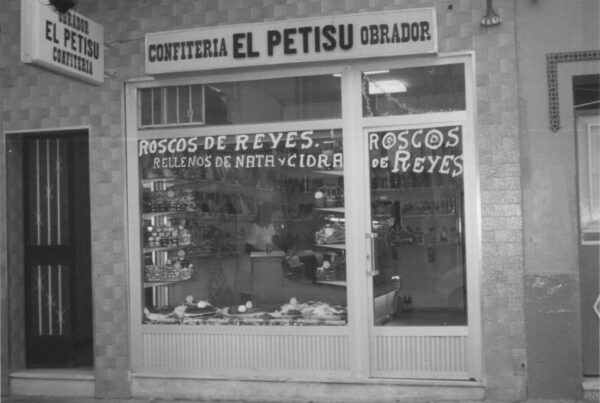 OBRADOR
EL PETISU
CONFITERIA
CONFITERIA EL PETISU OBRADOR
ROSCOS DE REYES.
RELLENOS DE NATA Y CIDRA
ROSCOS
DE REYES